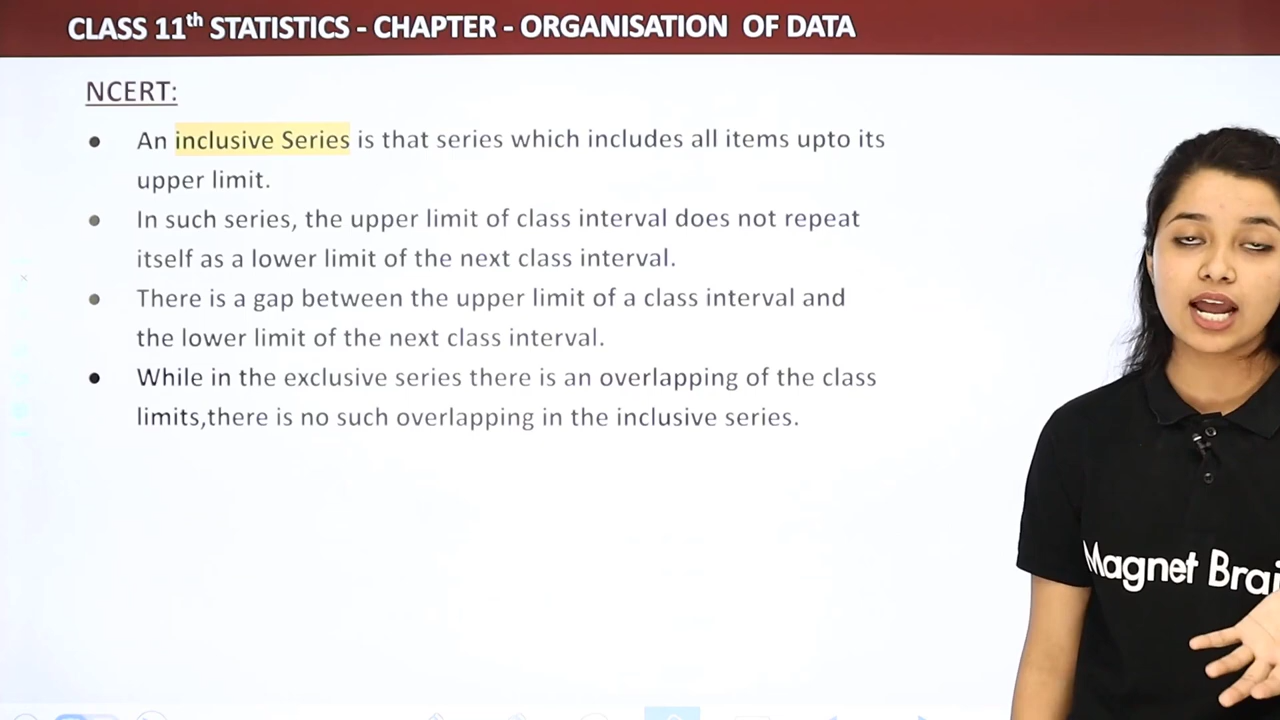 CLASS 11th STATISTICS - CHAPTER - ORGANISATION OF DATA
NCERT:
• An inclusive Series is that series which includes all items upto its
upper limit.
• In such series, the upper limit of class interval does not repeat
itself as a lower limit of the next class interval.
• There is a gap between the upper limit of a class interval and
the lower limit of the next class interval.
• While in the exclusive series there is an overlapping of the class
limits,there is no such overlapping in the inclusive series.
Magnet Brai